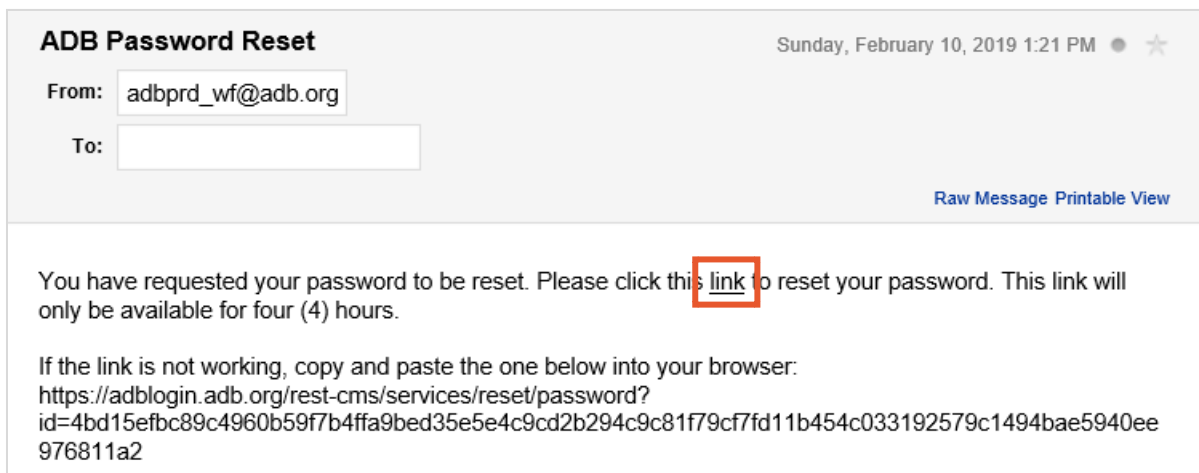 ADB Password Reset
Sunday, February 10, 2019 1:21 PM
From: adbprd_wf@adb.org
To:
Raw Message Printable View
You have requested your password to be reset. Please click this link to reset your password. This link will
only be available for four (4) hours.
If the link is not working, copy and paste the one below into your browser:
https://adblogin.adb.org/rest-cms/services/reset/password?
id=4bd15efbc89c4960b59f7b4ffa9bed35e5e4c9cd2b294c9c81f79cf7fd11b454c033192579c1494bae5940ee
976811a2